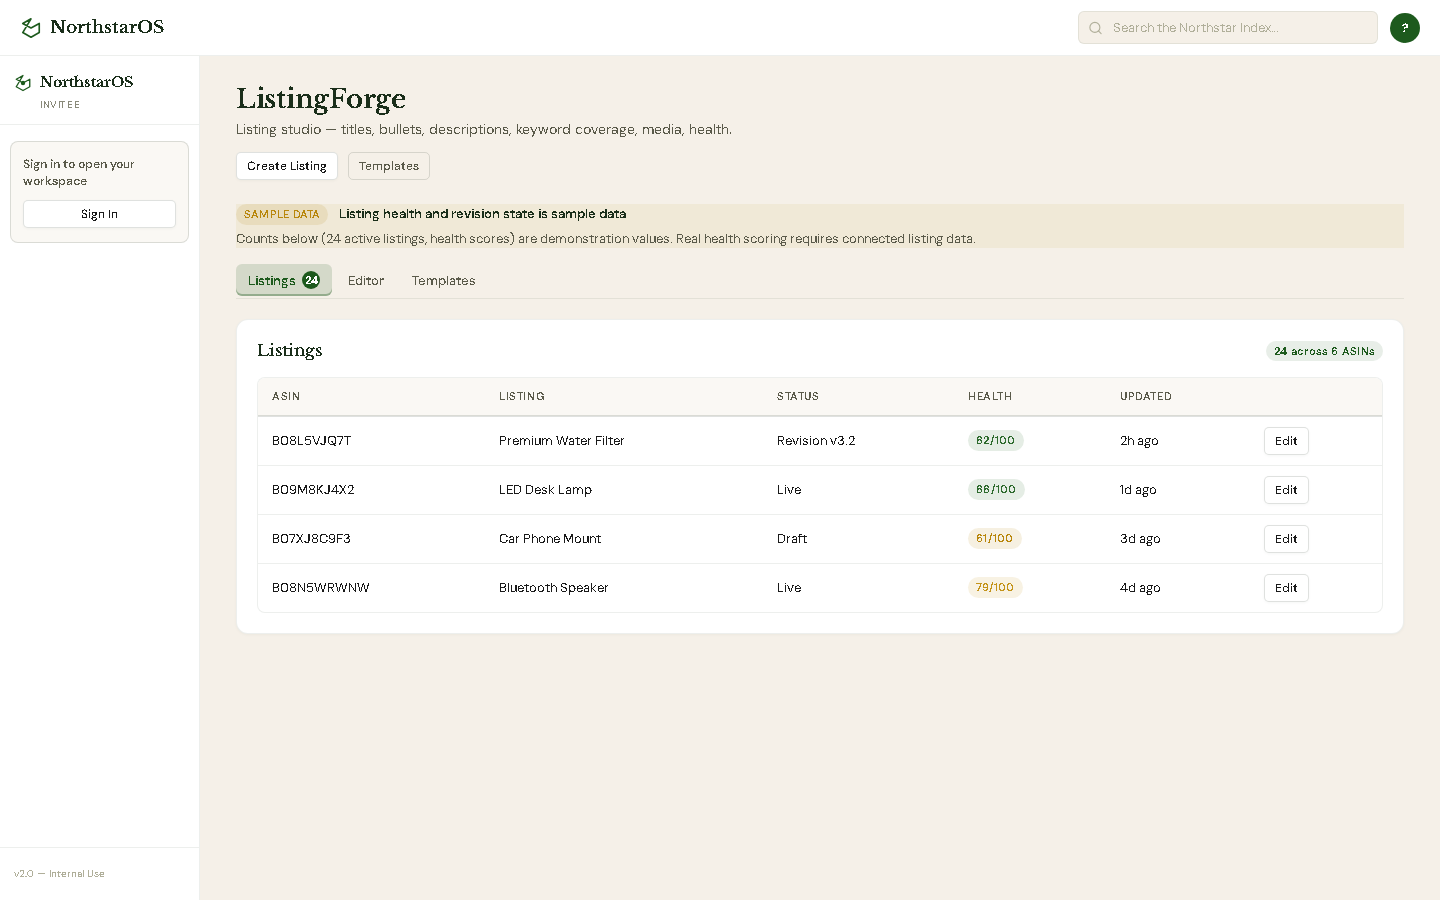 NorthstarOS
Search the Northstar Index...
?
NorthstarOS
INVITEE
Sign in to open your
workspace
Sign In
ListingForge
Listing studio — titles, bullets, descriptions, keyword coverage, media, health.
Create Listing
Templates
SAMPLE DATA Listing health and revision state is sample data
Counts below (24 active listings, health scores) are demonstration values. Real health scoring requires connected listing data.
Listings 24
Editor
Templates
Listings
24 across 6 ASINs
ASIN LISTING STATUS HEALTH UPDATED
B08L5VJQ7T Premium Water Filter Revision v3.2 82/100 2h ago Edit
B09M8KJ4X2 LED Desk Lamp Live 88/100 1d ago Edit
B07XJ8C9F3 Car Phone Mount Draft 61/100 3d ago Edit
B08N5WRWNW Bluetooth Speaker Live 79/100 4d ago Edit
v2.0 — Internal Use